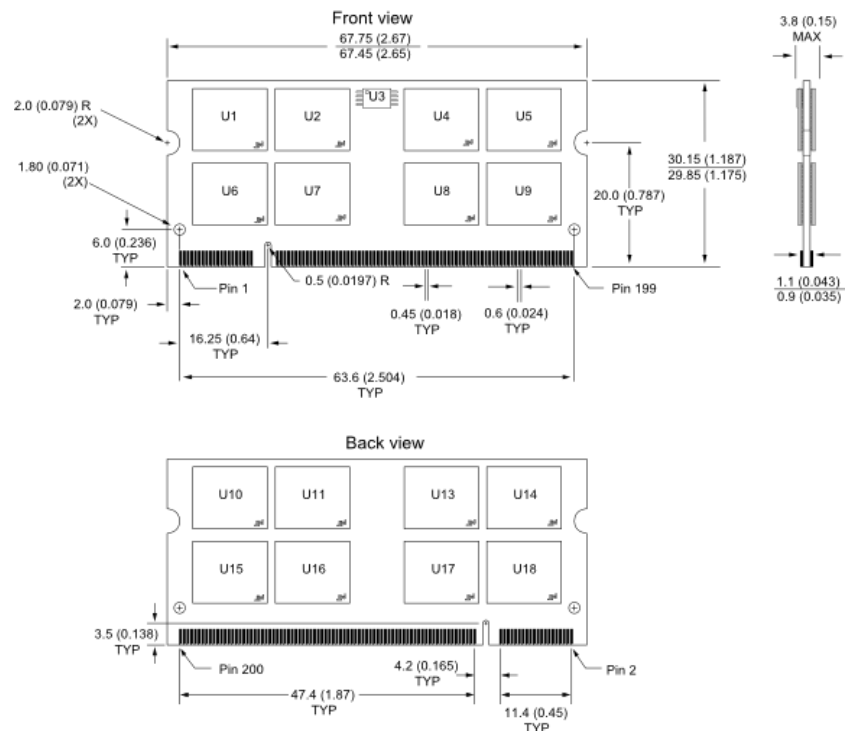 Front view
67.75 (2.67)
67.45 (2.65)
3.8 (0.15)
MAX
2.0 (0.079) R
(2X)
U1
U2
U3
U4
U5
1.80 (0.071)
(2X)
U6
U7
U8
U9
30.15 (1.187)
29.85 (1.175)
20.0 (0.787)
TYP
6.0 (0.236)
TYP
2.0 (0.079)
TYP
Pin 1
0.5 (0.0197) R
Pin 199
0.45 (0.018)
TYP
0.6 (0.024)
TYP
1.1 (0.043)
0.9 (0.035)
16.25 (0.64)
TYP
63.6 (2.504)
TYP
Back view
U10
U11
U13
U14
U15
U16
U17
U18
3.5 (0.138)
TYP
Pin 200
4.2 (0.165)
TYP
Pin 2
47.4 (1.87)
TYP
11.4 (0.45)
TYP